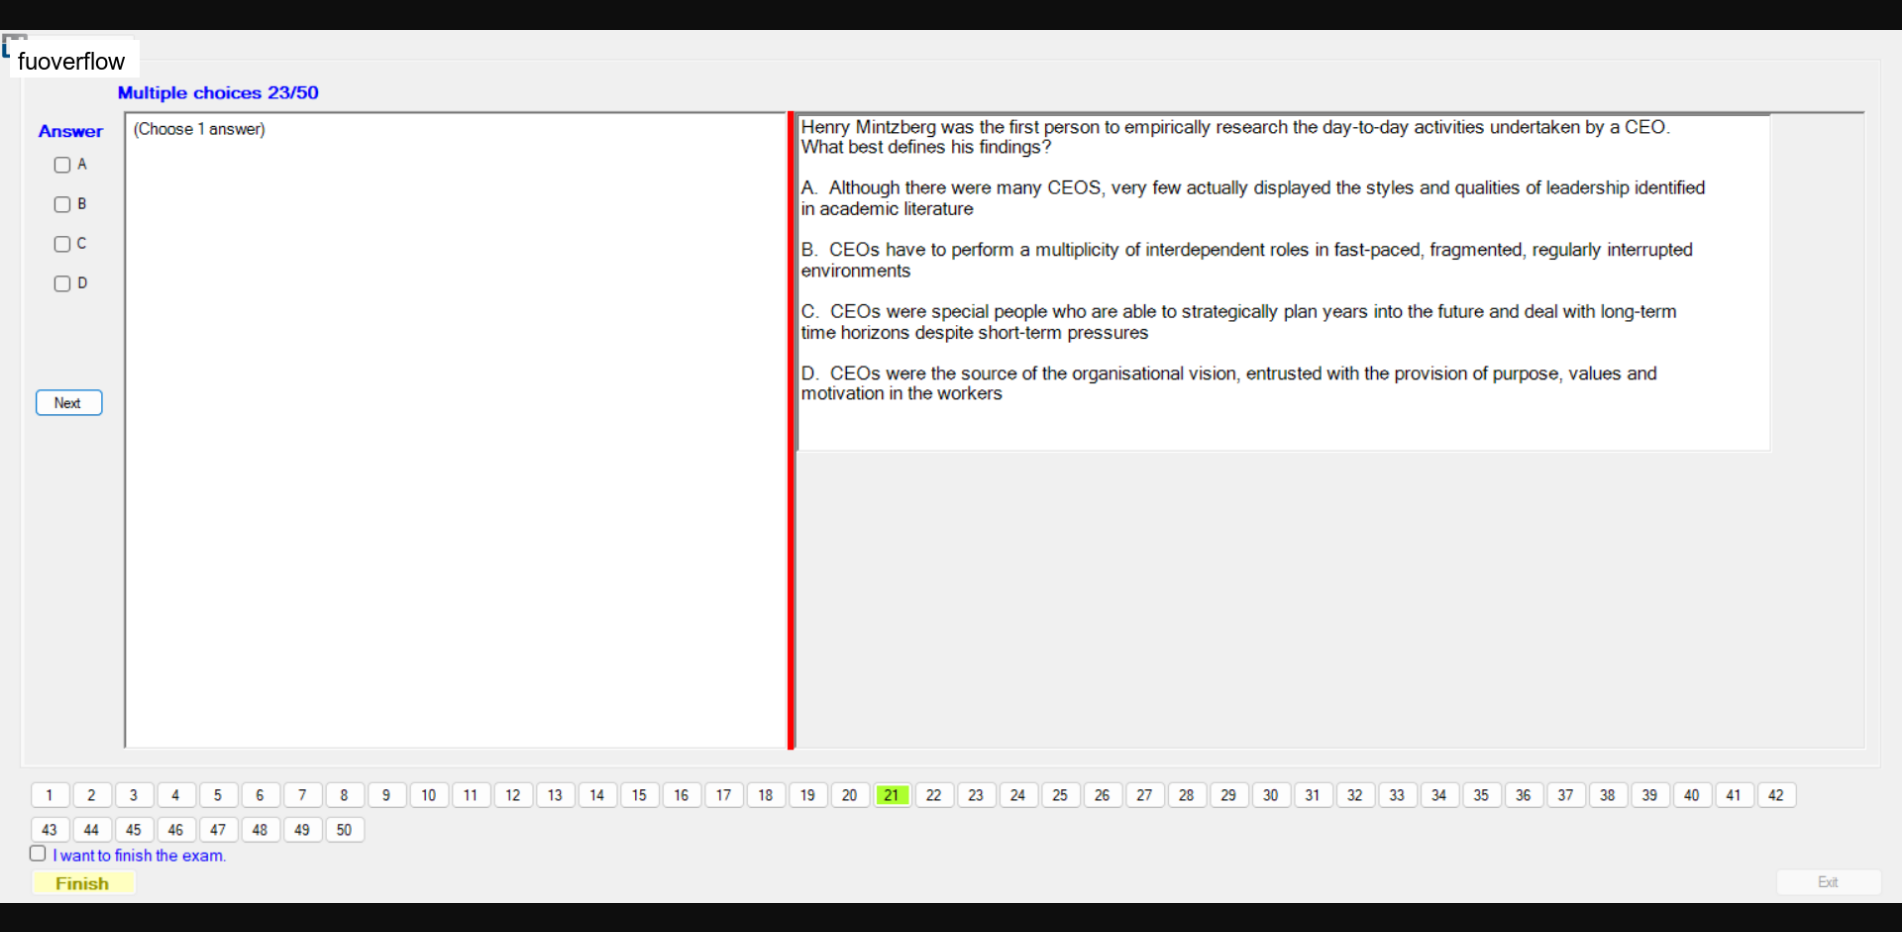 fuoverflow
Multiple choices 23/50
Answer
A
B
C
D
Next
(Choose 1 answer)
Henry Mintzberg was the first person to empirically research the day-to-day activities undertaken by a CEO.
What best defines his findings?
A. Although there were many CEOS, very few actually displayed the styles and qualities of leadership identified
in academic literature
B. CEOs have to perform a multiplicity of interdependent roles in fast-paced, fragmented, regularly interrupted
environments
C. CEOs were special people who are able to strategically plan years into the future and deal with long-term
time horizons despite short-term pressures
D. CEOs were the source of the organisational vision, entrusted with the provision of purpose, values and
motivation in the workers
1 2 3 4 5 6 7 8 9 10 11 12 13 14 15 16 17 18 19 20 21 22 23 24 25 26 27 28 29 30 31 32 33 34 35 36 37 38 39 40 41 42
43 44 45 46 47 48 49 50
I want to finish the exam.
Finish
Exit